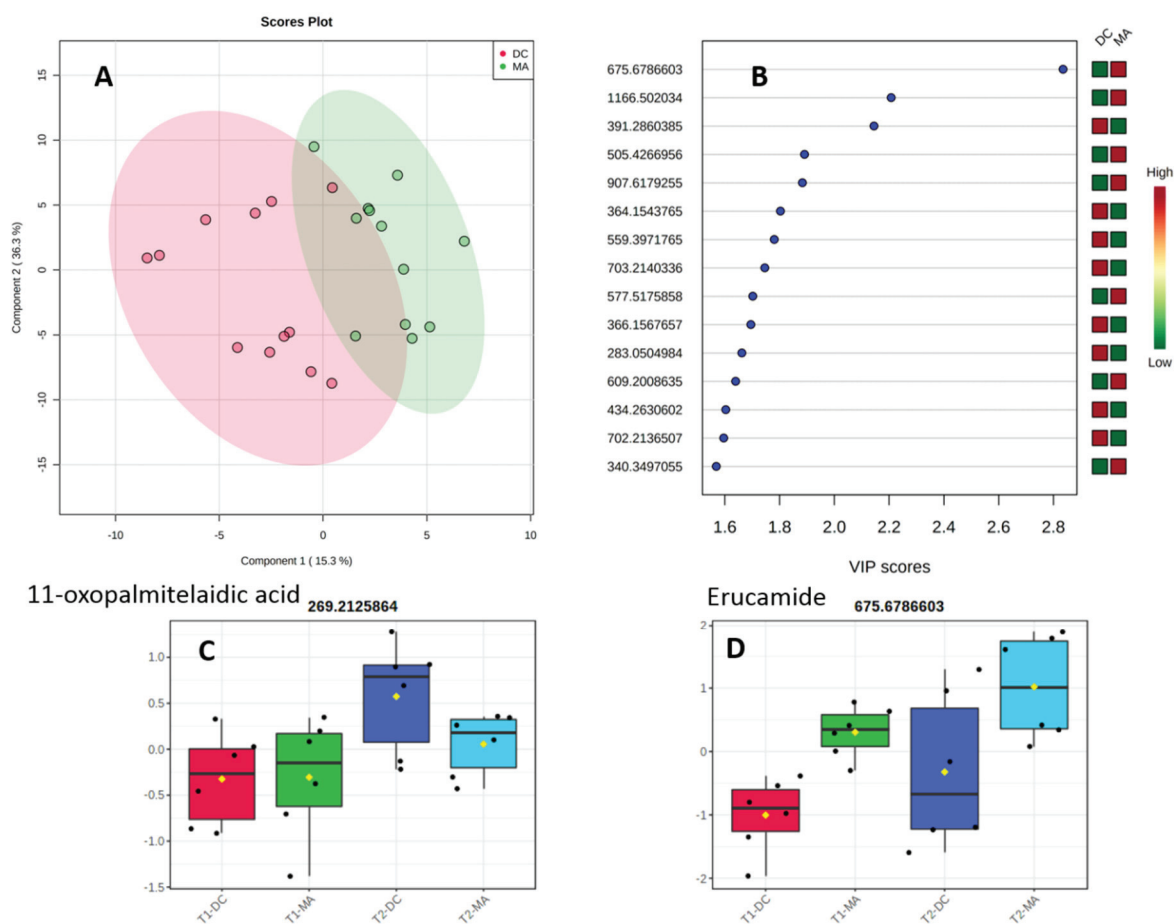 Scores Plot
A
DC
MA
15
10
5
0
-5
-10
-15
Component 2 ( 36.3 %)
-10
-5
0
5
10
Component 1 ( 15.3 %)
B
DC
MA
675.6786603
1166.502034
391.2860385
505.4266956
907.6179255
364.1543765
559.3971765
703.2140336
577.5175858
366.1567657
283.0504984
609.2008635
434.2630602
702.2136507
340.3497055
High
Low
1.6
1.8
2.0
2.2
2.4
2.6
2.8
VIP scores
11-oxopalmitelaidic acid
269.2125864
C
1.0
0.5
0.0
-0.5
-1.0
-1.5
T1-DC
T1-MA
T2-DC
T2-MA
Erucamide
675.6786603
D
2
1
0
-1
-2
T1-DC
T1-MA
T2-DC
T2-MA